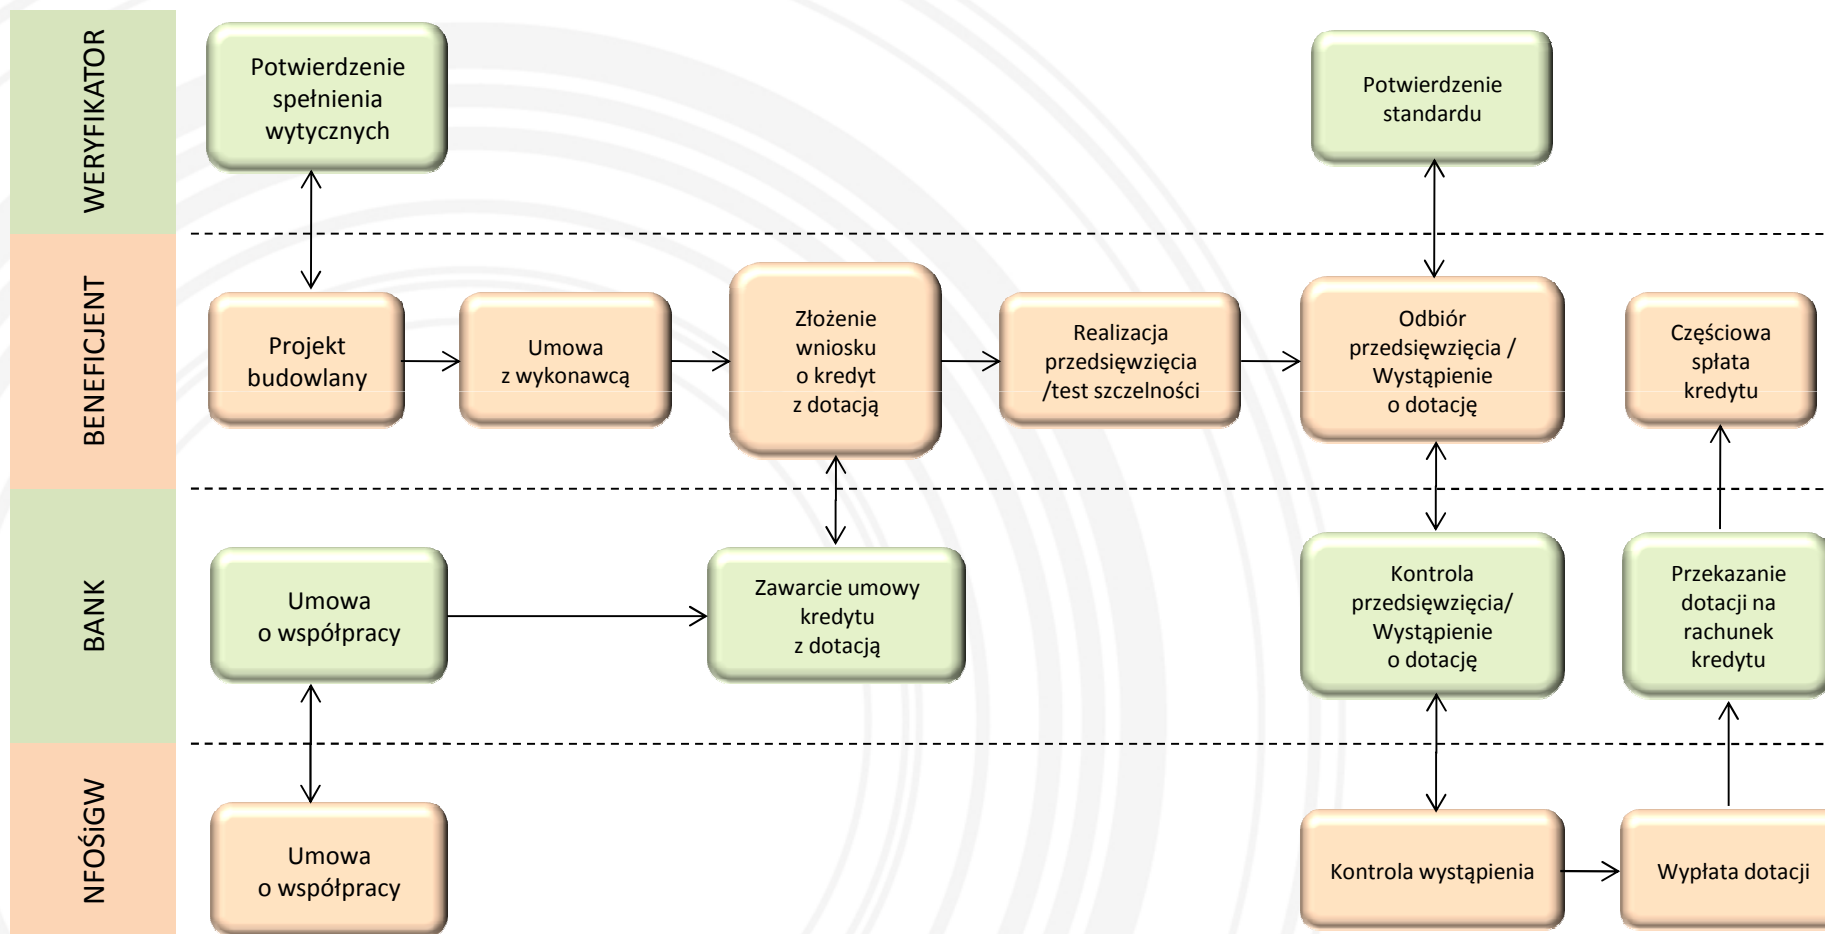 WERYFIKATOR
Potwierdzenie
spełnienia
wytycznych
Potwierdzenie
standardu
BENEFICJENT
Projekt
budowlany
Umowa
z wykonawcą
Złożenie
wniosku
o kredyt
z dotacją
Realizacja
przedsięwzięcia
/test szczelności
Odbiór
przedsięwzięcia /
Wystąpienie
o dotację
Częściowa
spłata
kredytu
BANK
Umowa
o współpracy
Zawarcie umowy
kredytu
z dotacją
Kontrola
przedsięwzięcia/
Wystąpienie
o dotację
Przekazanie
dotacji na
rachunek
kredytu
NFOŚiGW
Umowa
o współpracy
Kontrola wystąpienia
Wypłata dotacji